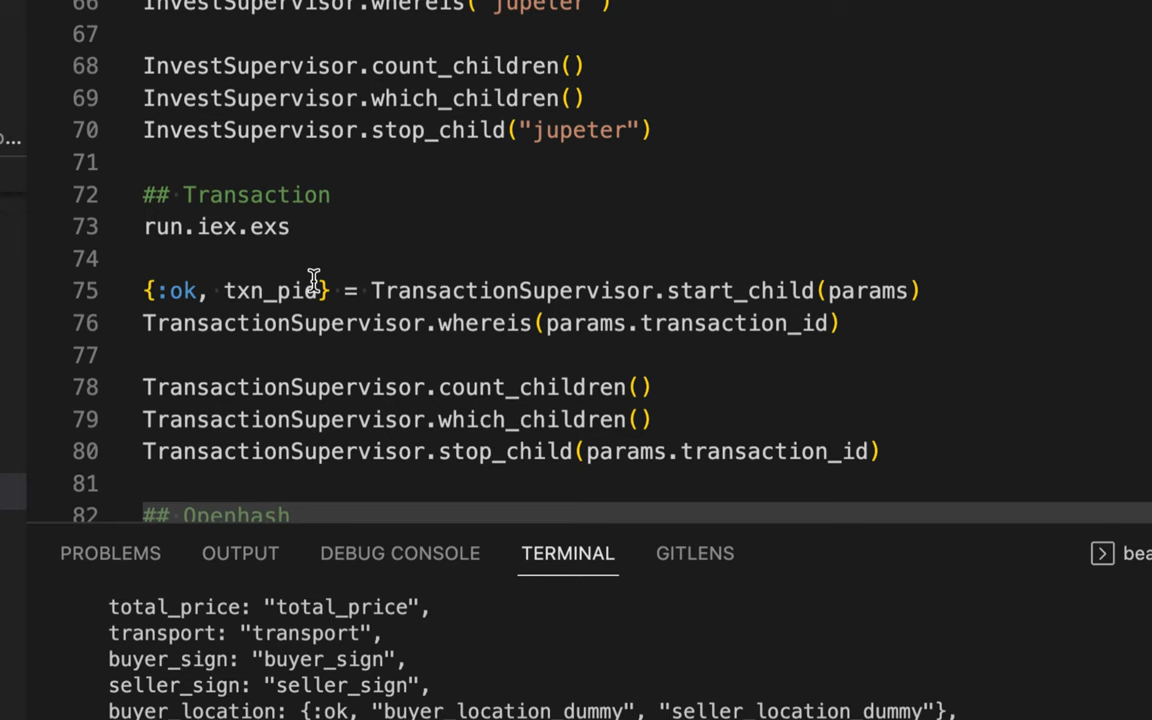 66 InvestSupervisor.whereis("jupeter")
67
68 InvestSupervisor.count_children()
69 InvestSupervisor.which_children()
70 InvestSupervisor.stop_child("jupeter")
71
72 ## Transaction
73 run.iex.exs
74
75 {:ok, txn_pid} = TransactionSupervisor.start_child(params)
76 TransactionSupervisor.whereis(params.transaction_id)
77
78 TransactionSupervisor.count_children()
79 TransactionSupervisor.which_children()
80 TransactionSupervisor.stop_child(params.transaction_id)
81
82 ## Openhash
PROBLEMS OUTPUT DEBUG CONSOLE TERMINAL GITLENS
total_price: "total_price",
transport: "transport",
buyer_sign: "buyer_sign",
seller_sign: "seller_sign",
buyer_location: {:ok, "buyer_location_dummy", "seller_location_dummy"},